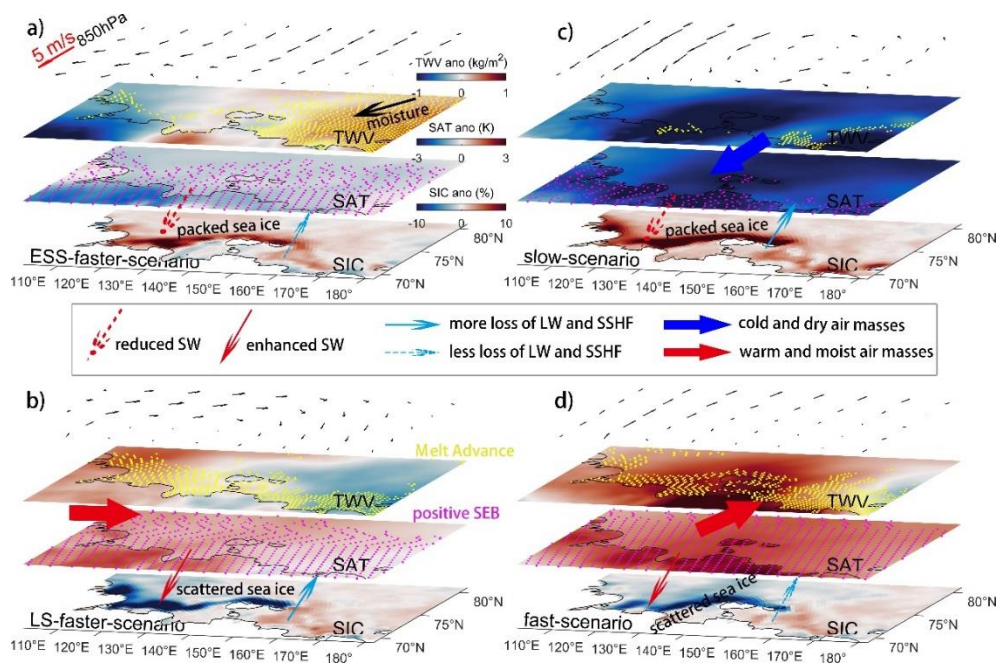 a)
5 m/s
850hPa
TWV ano (kg/m²)
-1 0 1
moisture
TWV
SAT ano (K)
-3 0 3
SAT
SIC ano (%)
-10 0 10
packed sea ice
ESS-faster-scenario
SIC
80°N
75°N
70°N
110°E 120°E 130°E 140°E 150°E 160°E 170°E 180°
c)
TWV
SAT
packed sea ice
slow-scenario
SIC
80°N
75°N
70°N
110°E 120°E 130°E 140°E 150°E 160°E 170°E 180°
reduced SW
enhanced SW
more loss of LW and SSHF
less loss of LW and SSHF
cold and dry air masses
warm and moist air masses
b)
Melt Advance
TWV
positive SEB
SAT
scattered sea ice
LS-faster-scenario
SIC
80°N
75°N
70°N
110°E 120°E 130°E 140°E 150°E 160°E 170°E 180°
d)
TWV
SAT
scattered sea ice
fast-scenario
SIC
80°N
75°N
70°N
110°E 120°E 130°E 140°E 150°E 160°E 170°E 180°